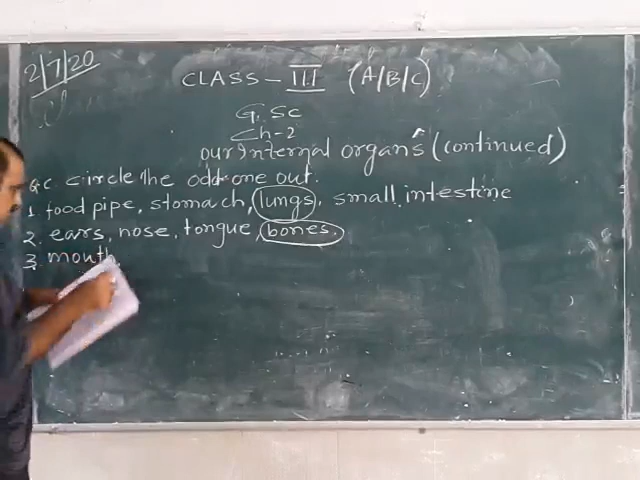 2/7/20
CLASS - III (A/B/C)
G. Sc
Ch-2
our Internal organs (continued)
Q.C. circle the odd one out.
1. food pipe, stomach, lungs, small intestine
2. ears, nose, tongue, bones.
3. mouth,